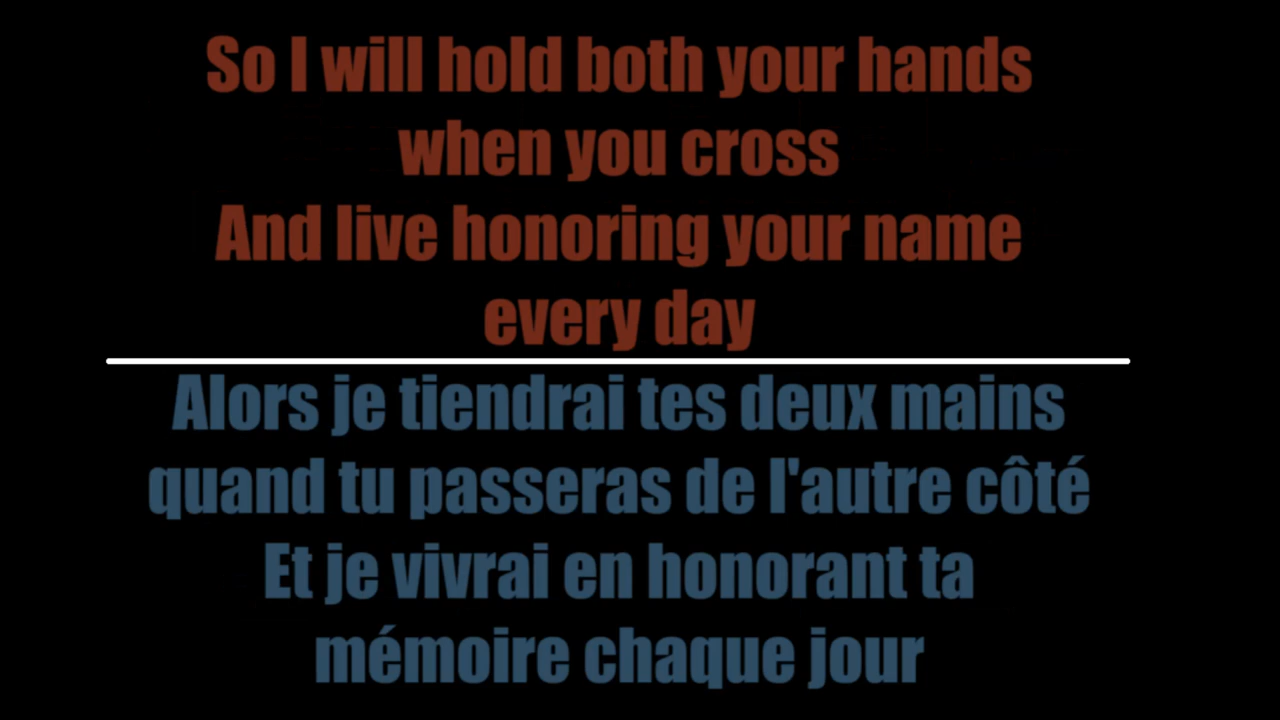 So I will hold both your hands
when you cross
And live honoring your name
every day
Alors je tiendrai tes deux mains
quand tu passeras de l'autre côté
Et je vivrai en honorant ta
mémoire chaque jour